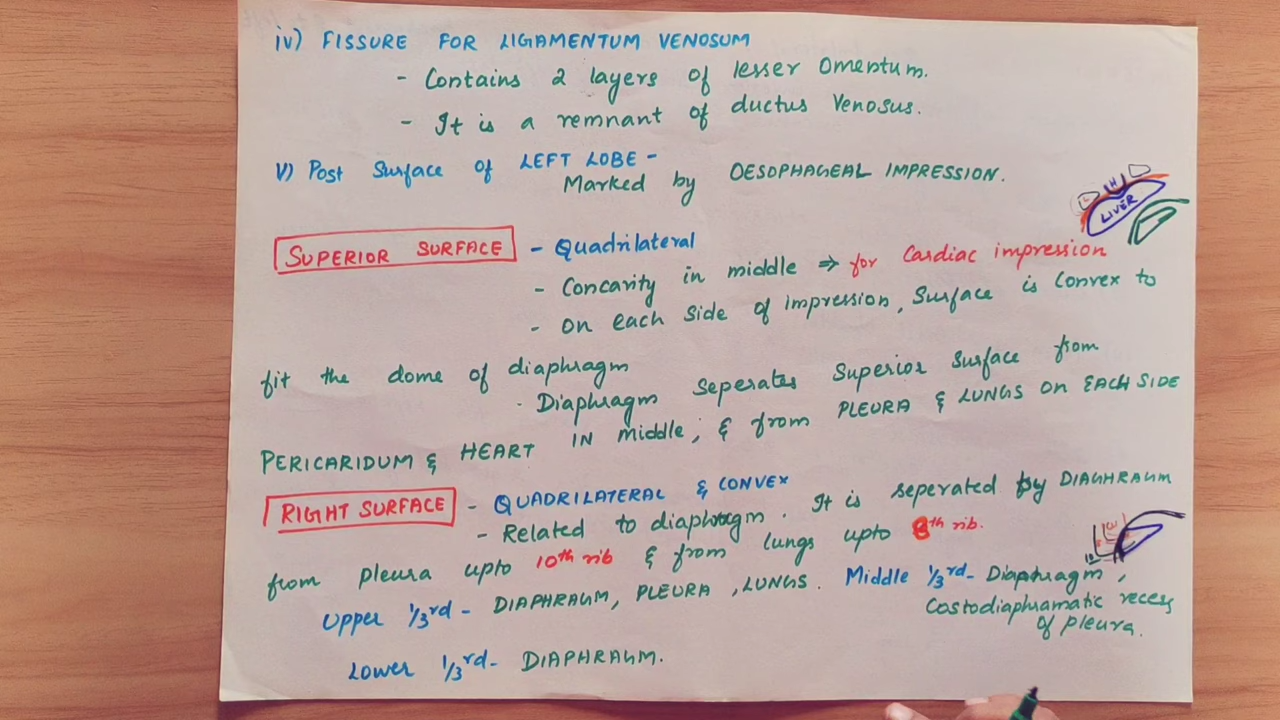 iv) FISSURE FOR LIGAMENTUM VENOSUM
- Contains 2 layers of lesser Omentum.
- It is a remnant of ductus Venosus.
V) Post Surface of LEFT LOBE -
Marked by OESOPHAGEAL IMPRESSION.
LIVER
H
SUPERIOR SURFACE - Quadrilateral
- Concavity in middle ⇒ for Cardiac impression
- On each side of impression, Surface is Convex to
fit the dome of diaphragm
- Diaphragm seperates Superior Surface from
PERICARIDUM & HEART IN middle, & from PLEURA & LUNGS ON EACH SIDE
RIGHT SURFACE - QUADRILATERAL & CONVEX
- Related to diaphragm. It is seperated by DIAGHRAGM
from pleura upto 10th rib & from lungs upto 8th rib.
Upper 1/3rd - DIAPHRAGM, PLEURA, LUNGS. Middle 1/3rd - Diaphragm,
Costodiaphramatic recess
of pleura.
Lower 1/3rd - DIAPHRAGM.